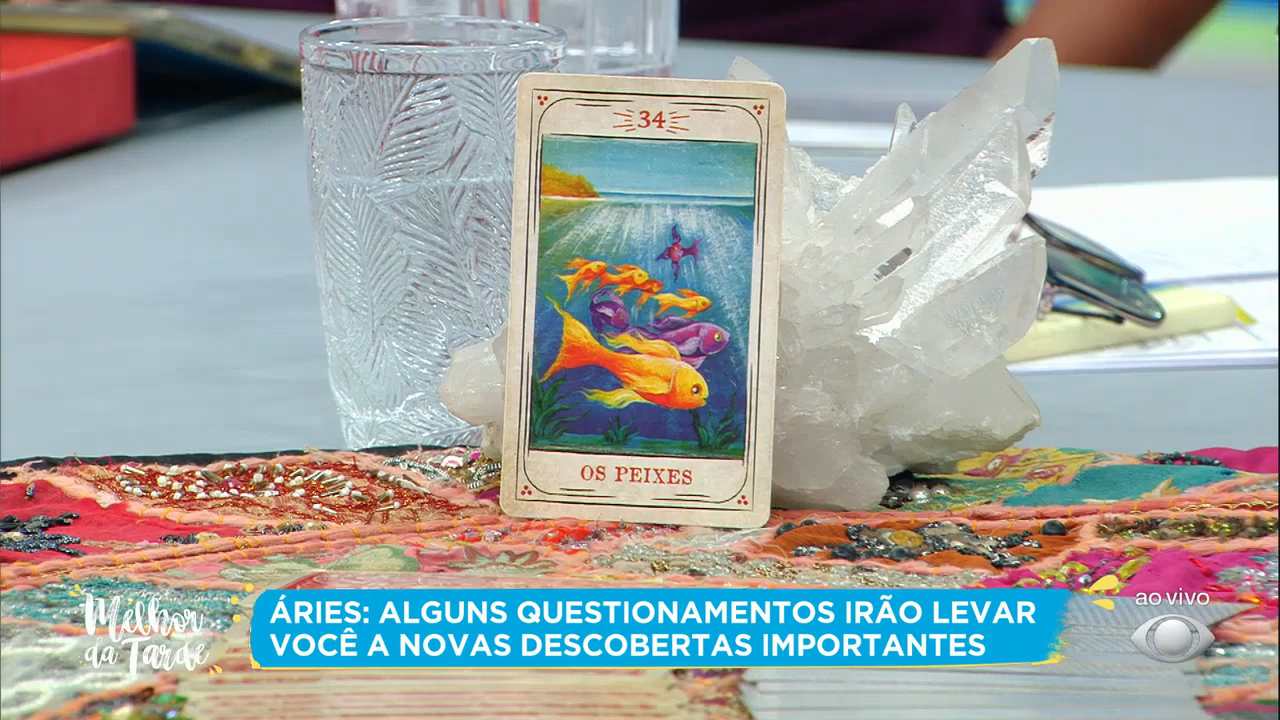 34
OS PEIXES
ÁRIES: ALGUNS QUESTIONAMENTOS IRÃO LEVAR
VOCÊ A NOVAS DESCOBERTAS IMPORTANTES
Melhor
da Tarde
ao vivo